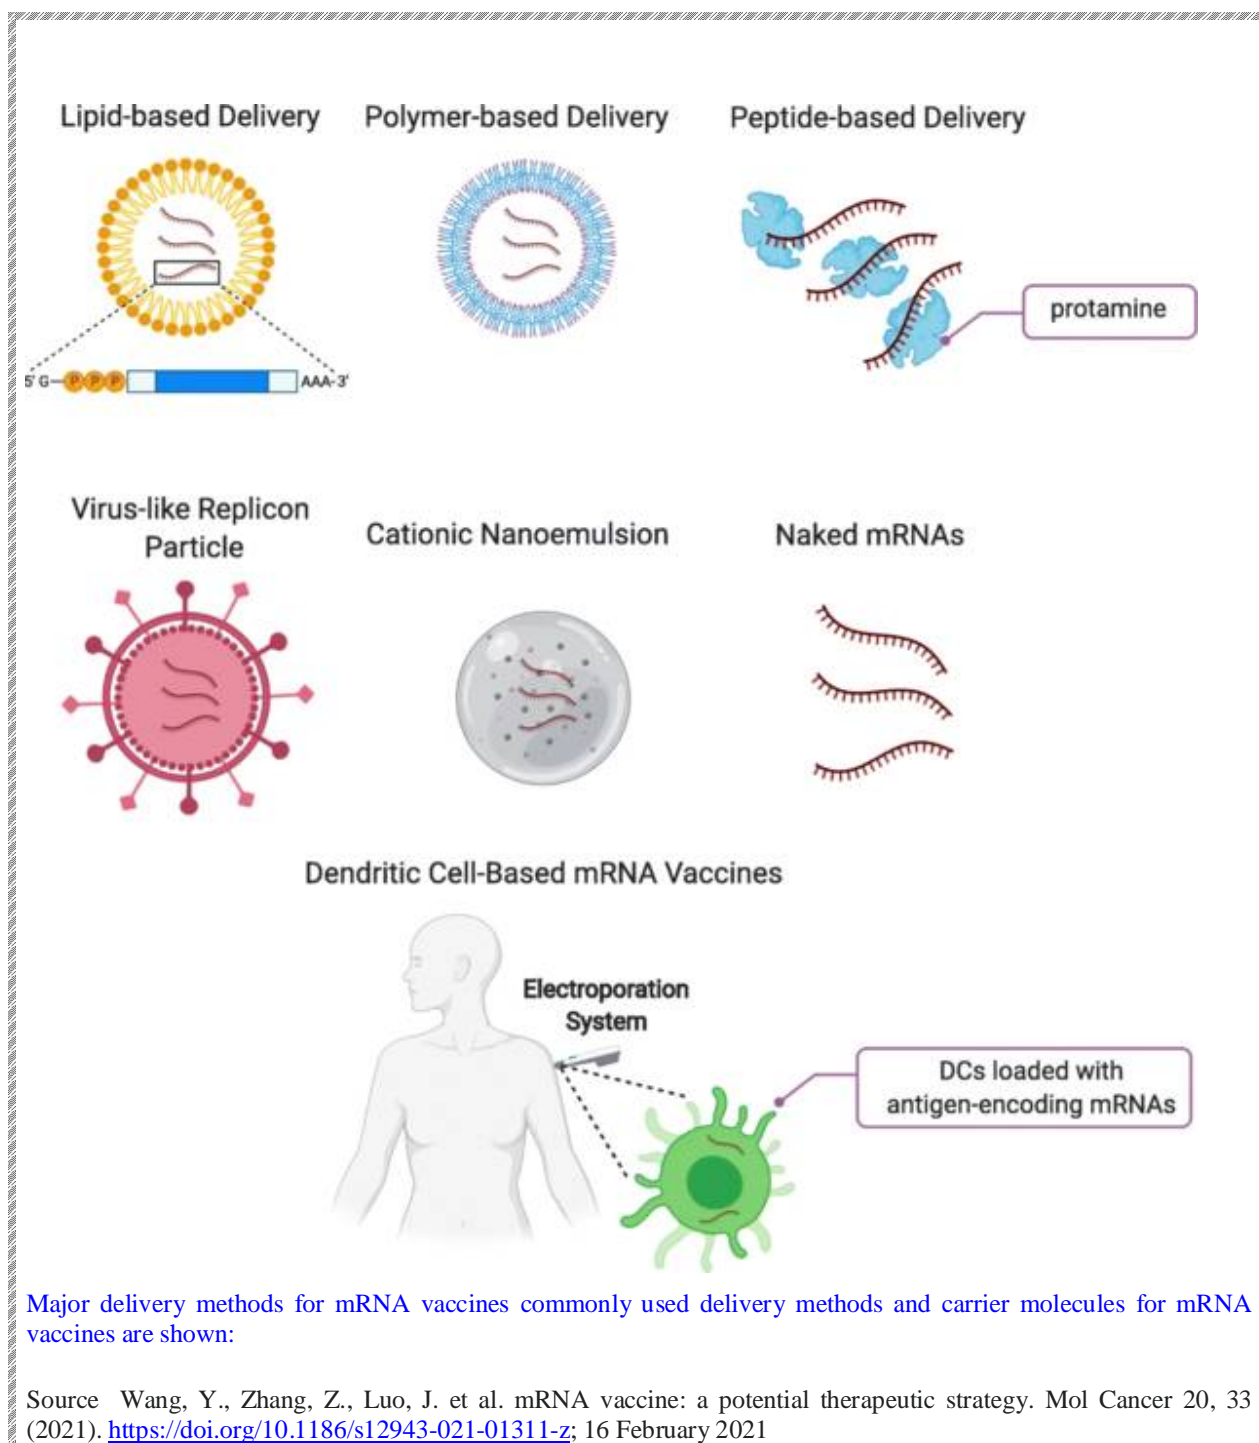 Lipid-based Delivery
Polymer-based Delivery
Peptide-based Delivery
protamine
5' G
P P P
AAA-3'
Virus-like Replicon
Particle
Cationic Nanoemulsion
Naked mRNAs
Dendritic Cell-Based mRNA Vaccines
Electroporation
System
DCs loaded with
antigen-encoding mRNAs
Major delivery methods for mRNA vaccines commonly used delivery methods and carrier molecules for mRNA
vaccines are shown:
Source Wang, Y., Zhang, Z., Luo, J. et al. mRNA vaccine: a potential therapeutic strategy. Mol Cancer 20, 33
(2021). https://doi.org/10.1186/s12943-021-01311-z; 16 February 2021